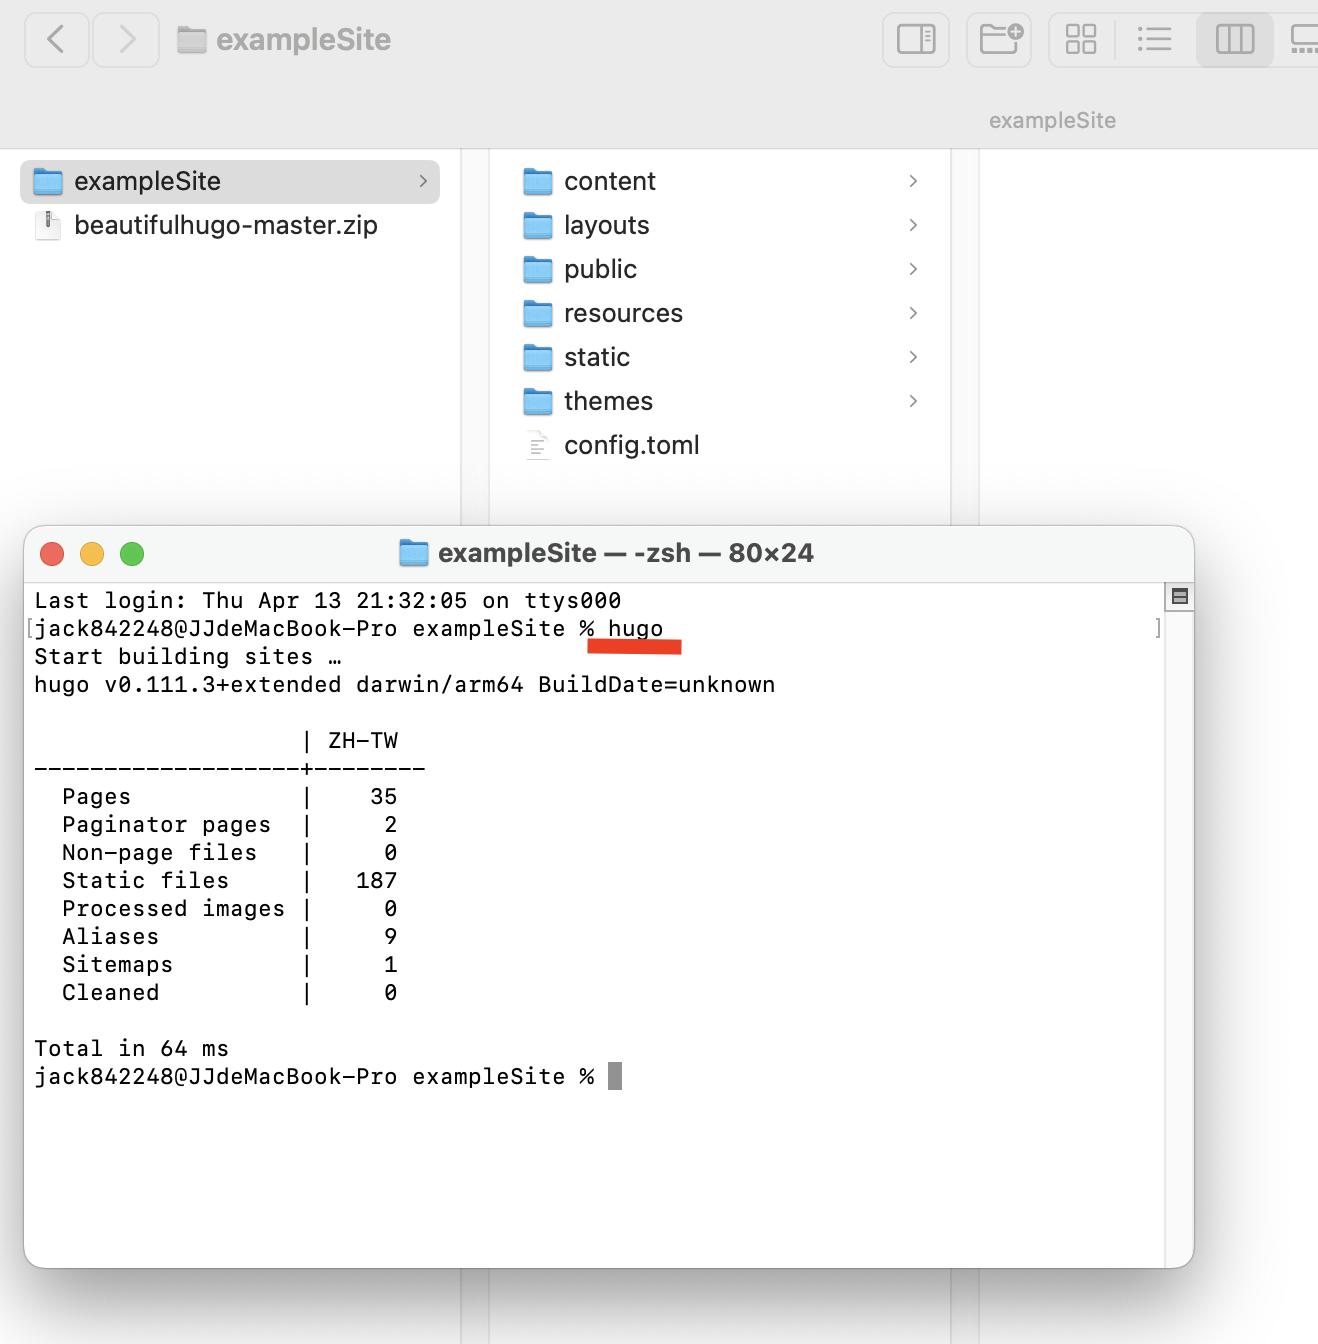 exampleSite
exampleSite
exampleSite
beautifulhugo-master.zip
content
layouts
public
resources
static
themes
config.toml
exampleSite — -zsh — 80×24
Last login: Thu Apr 13 21:32:05 on ttys000
[jack842248@JJdeMacBook-Pro exampleSite % hugo ]
Start building sites …
hugo v0.111.3+extended darwin/arm64 BuildDate=unknown
| ZH-TW
-------------------+--------
Pages | 35
Paginator pages | 2
Non-page files | 0
Static files | 187
Processed images | 0
Aliases | 9
Sitemaps | 1
Cleaned | 0
Total in 64 ms
jack842248@JJdeMacBook-Pro exampleSite %